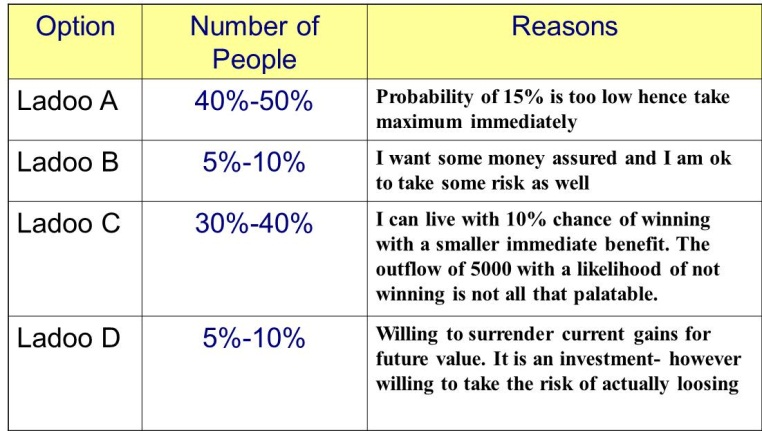 Option
Number of
People
Reasons
Ladoo A
40%-50%
Probability of 15% is too low hence take
maximum immediately
Ladoo B
5%-10%
I want some money assured and I am ok
to take some risk as well
Ladoo C
30%-40%
I can live with 10% chance of winning
with a smaller immediate benefit. The
outflow of 5000 with a likelihood of not
winning is not all that palatable.
Ladoo D
5%-10%
Willing to surrender current gains for
future value. It is an investment- however
willing to take the risk of actually loosing